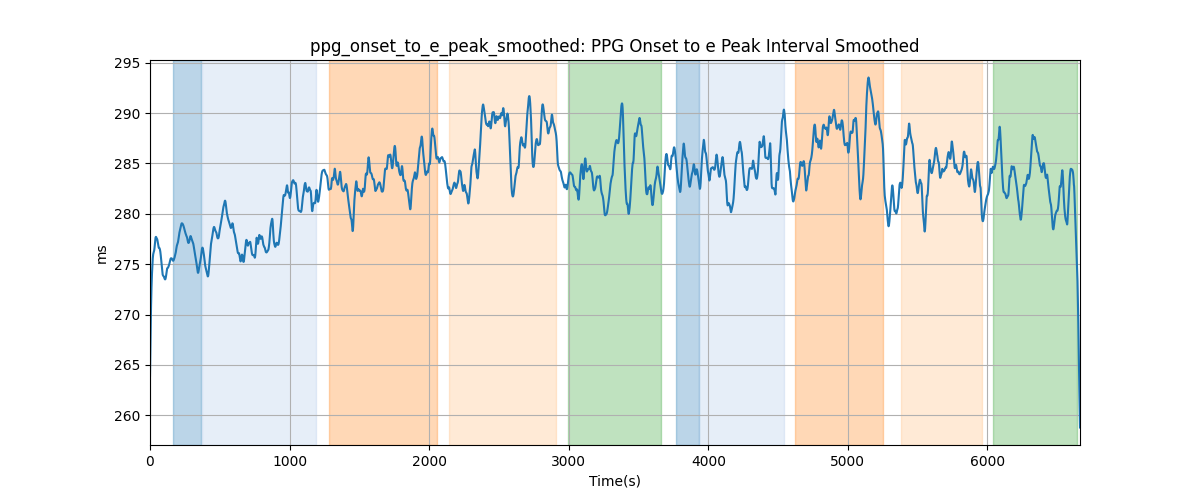 ppg_onset_to_e_peak_smoothed: PPG Onset to e Peak Interval Smoothed
295
290
285
280
275
270
265
260
ms
0 1000 2000 3000 4000 5000 6000
Time(s)